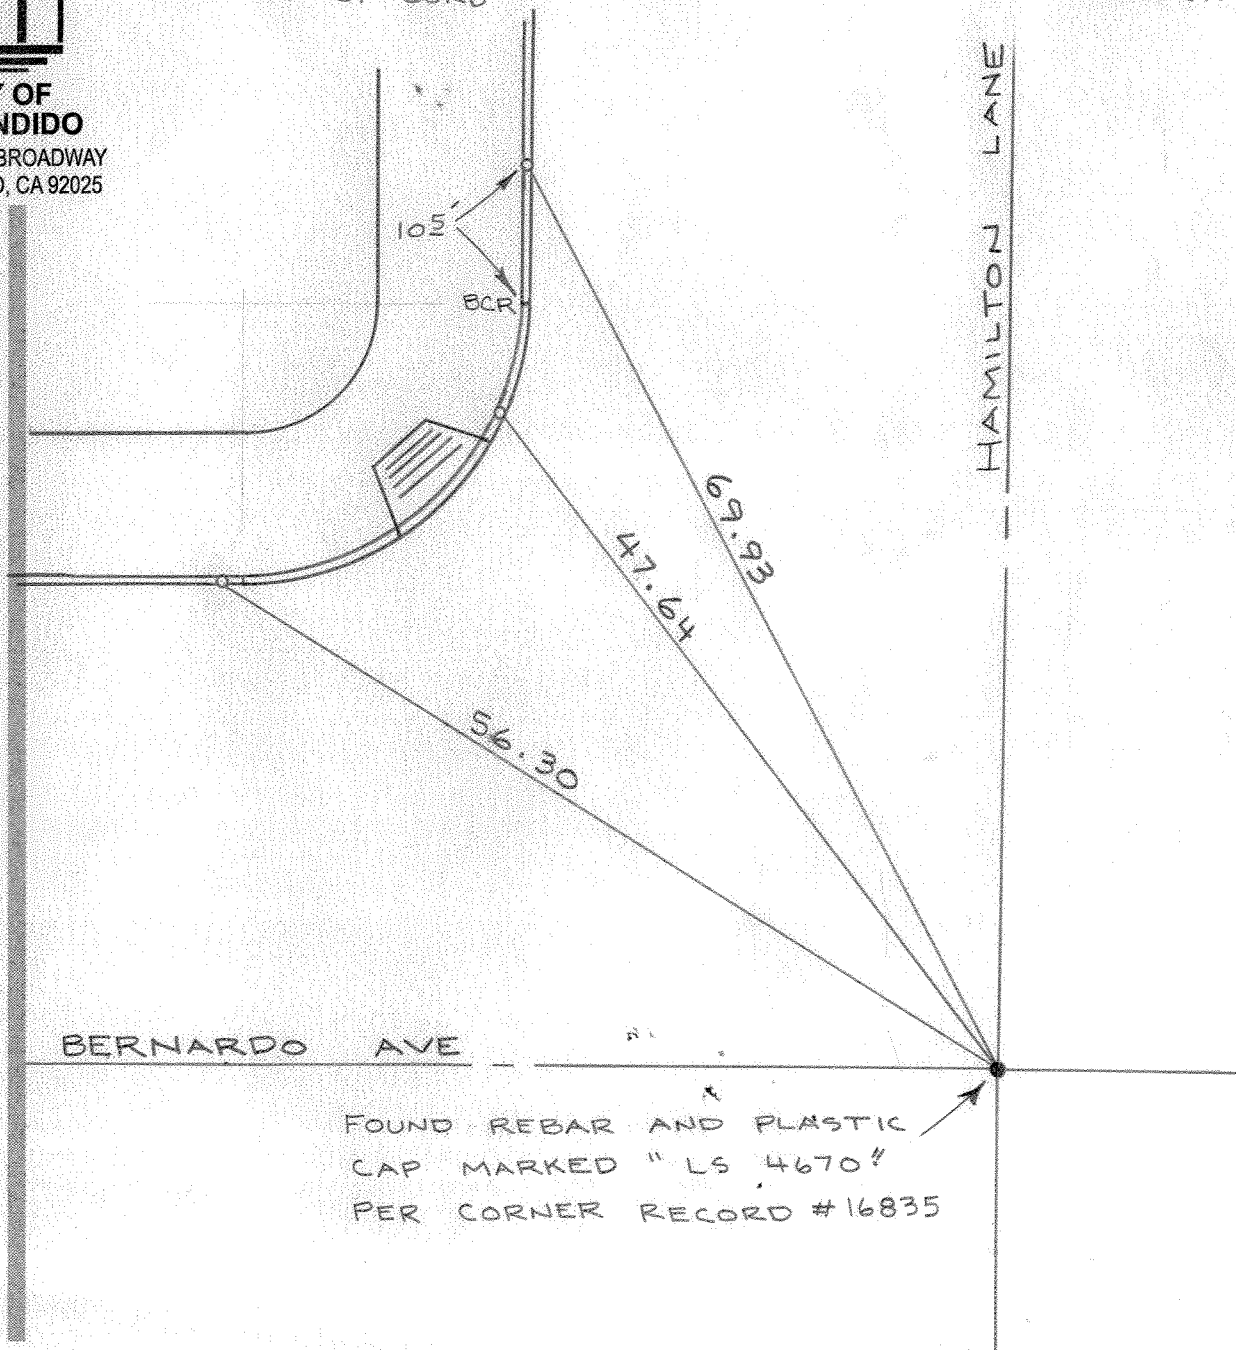 Y OF
NDIDO
BROADWAY
, CA 92025
HAMILTON LANE
10⁵'
BCR
69.93
47.64
56.30
BERNARDO AVE
FOUND REBAR AND PLASTIC
CAP MARKED "LS 4670"
PER CORNER RECORD #16835